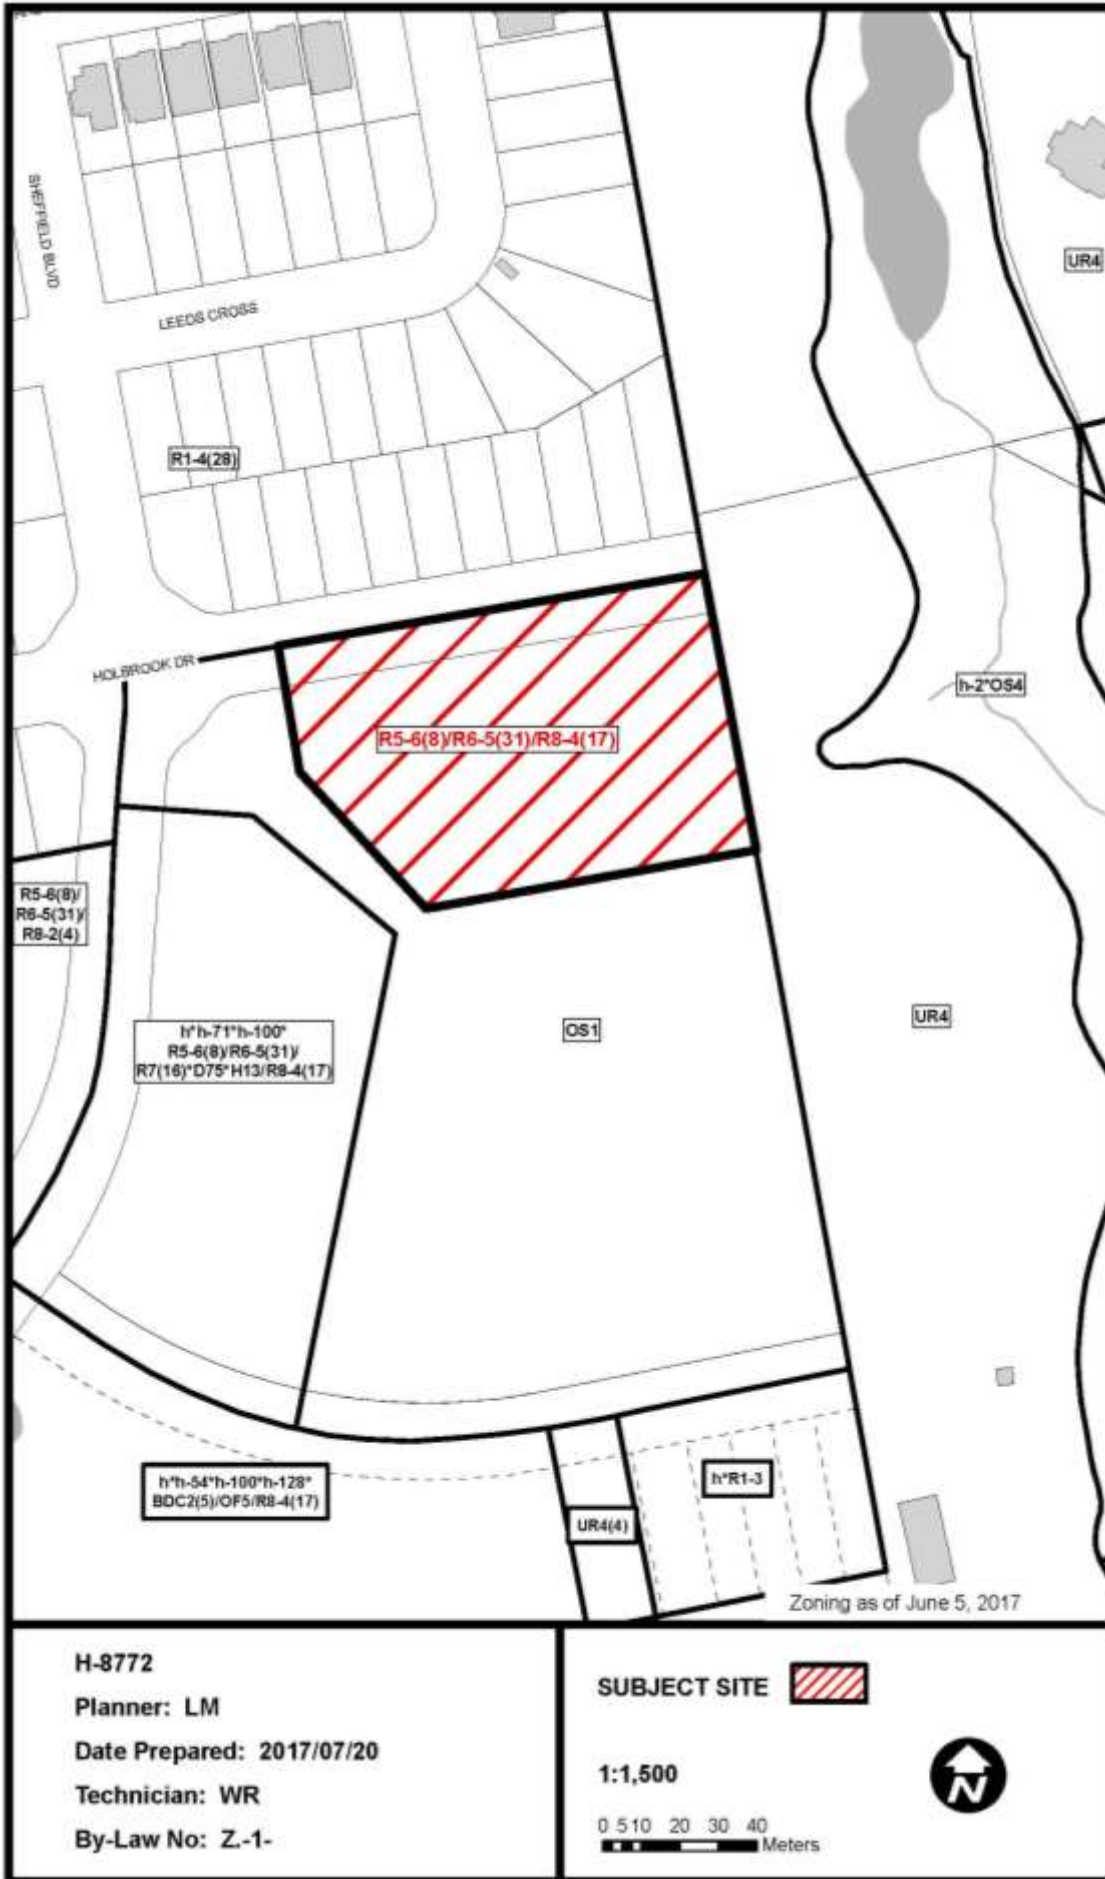 SHEFFIELD BLVD
UR4
LEEDS CROSS
R1-4(28)
HOLBROOK DR
h-2*OS4
R5-6(8)/R6-5(31)/R8-4(17)
R5-6(8)/
R6-5(31)/
R8-2(4)
OS1
UR4
h*h-71*h-100*
R5-6(8)/R6-5(31)/
R7(16)*D75*H13/R8-4(17)
h*h-54*h-100*h-128*
BDC2(5)/OF5/R8-4(17)
h*R1-3
UR4(4)
Zoning as of June 5, 2017
H-8772
Planner: LM
Date Prepared: 2017/07/20
Technician: WR
By-Law No: Z.-1-
SUBJECT SITE
1:1,500
N
0 5 10 20 30 40
Meters